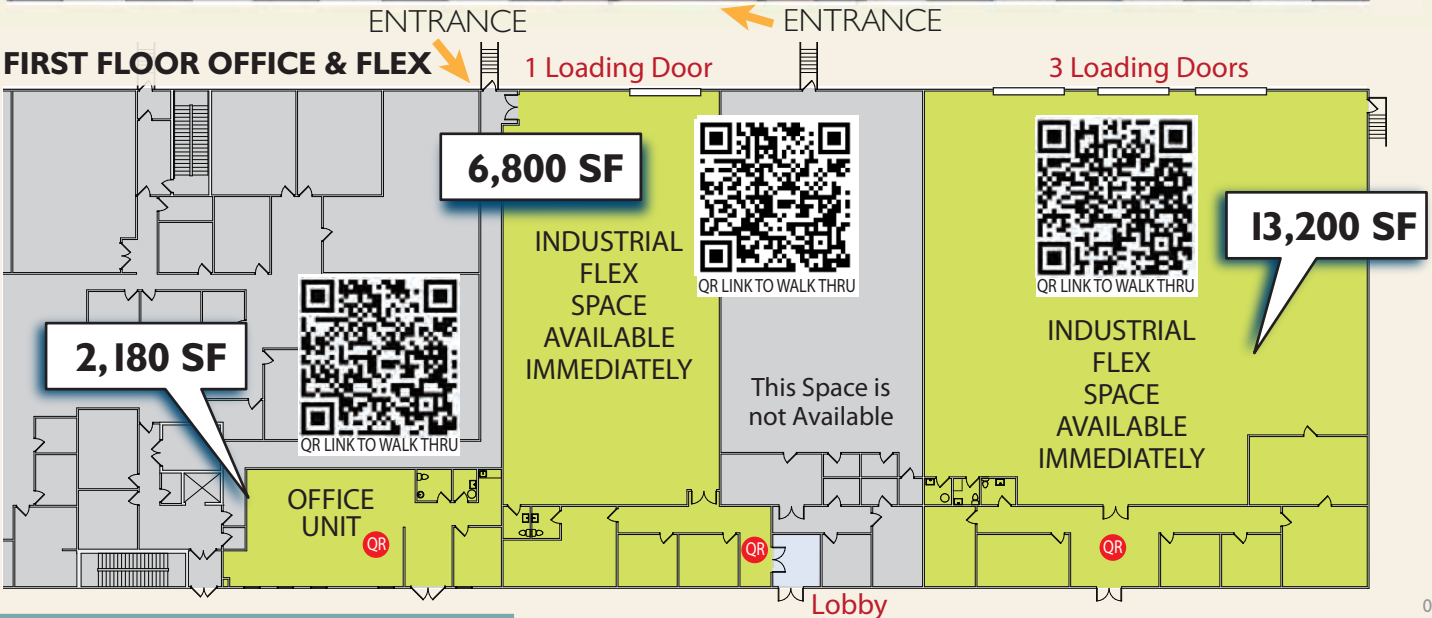 ENTRANCE
ENTRANCE
FIRST FLOOR OFFICE & FLEX
1 Loading Door
3 Loading Doors
6,800 SF
13,200 SF
2,180 SF
INDUSTRIAL
FLEX
SPACE
AVAILABLE
IMMEDIATELY
QR LINK TO WALK THRU
QR LINK TO WALK THRU
QR LINK TO WALK THRU
This Space is
not Available
INDUSTRIAL
FLEX
SPACE
AVAILABLE
IMMEDIATELY
OFFICE
UNIT
QR
QR
QR
Lobby
0